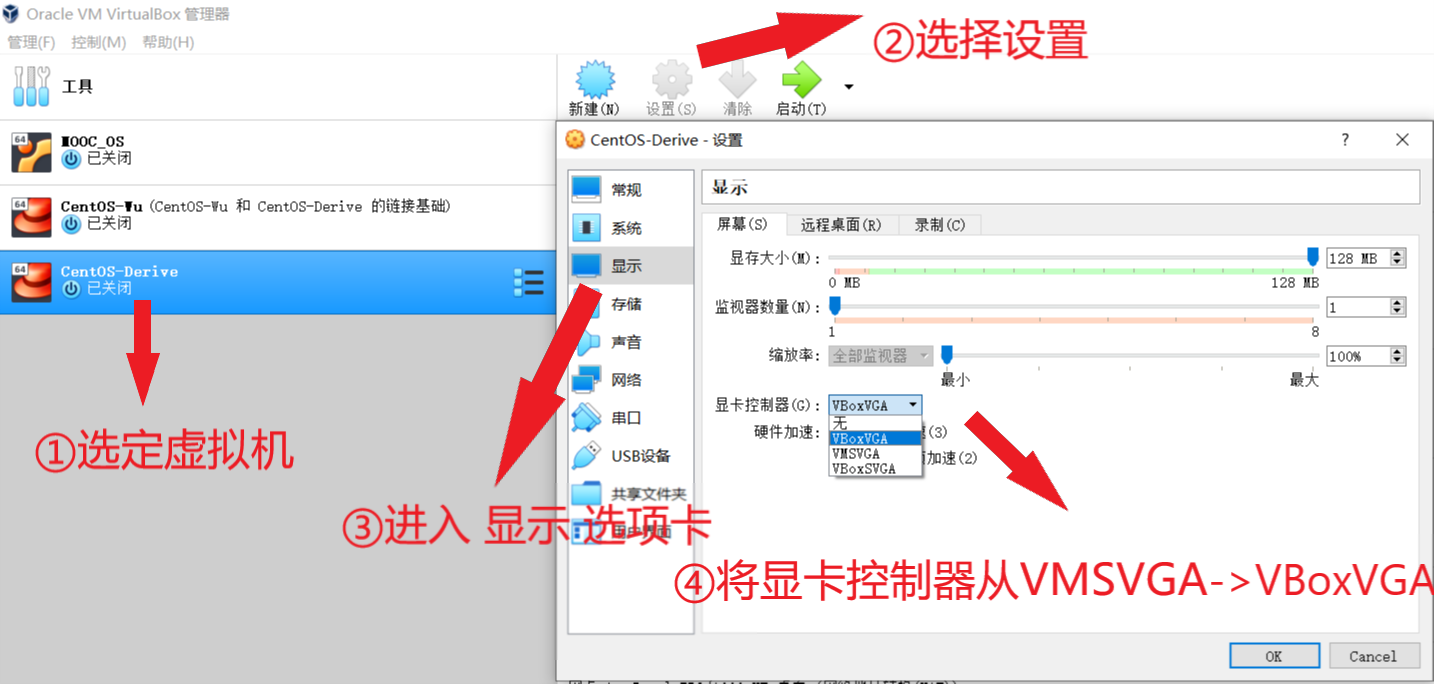 Oracle VM VirtualBox 管理器
管理(F) 控制(M) 帮助(H)
工具
新建(N) 设置(S) 清除 启动(T)
②选择设置
64 MOOC_OS
已关闭
64 CentOS-Wu (CentOS-Wu 和 CentOS-Derive 的链接基础)
已关闭
64 CentOS-Derive
已关闭
①选定虚拟机
CentOS-Derive - 设置 ?
常规
系统
显示
存储
声音
网络
串口
USB设备
共享文件夹
用户界面
③进入 显示 选项卡
显示
屏幕(S) 远程桌面(R) 录制(C)
显存大小(M): 128 MB
0 MB 128 MB
监视器数量(N): 1
1 8
缩放率: 全部监视器 100%
最小 最大
显卡控制器(G): VBoxVGA
无
硬件加速: (3)
VBoxVGA
VMSVGA
加速(2)
VBoxSVGA
④将显卡控制器从VMSVGA->VBoxVGA
OK Cancel